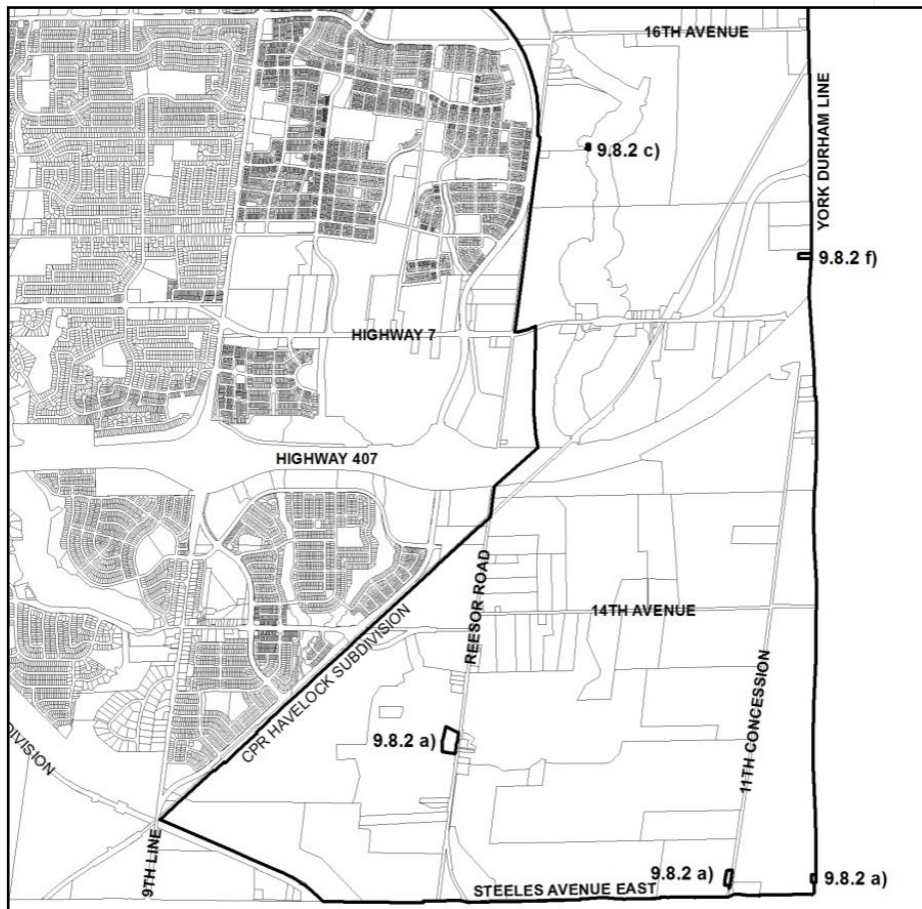 16TH AVENUE
YORK DURHAM LINE
9.8.2 c)
9.8.2 f)
HIGHWAY 7
HIGHWAY 407
REESOR ROAD
14TH AVENUE
CPR HAVELOCK SUBDIVISION
11TH CONCESSION
9.8.2 a)
DIVISION
9TH LINE
9.8.2 a)
9.8.2 a)
STEELES AVENUE EAST